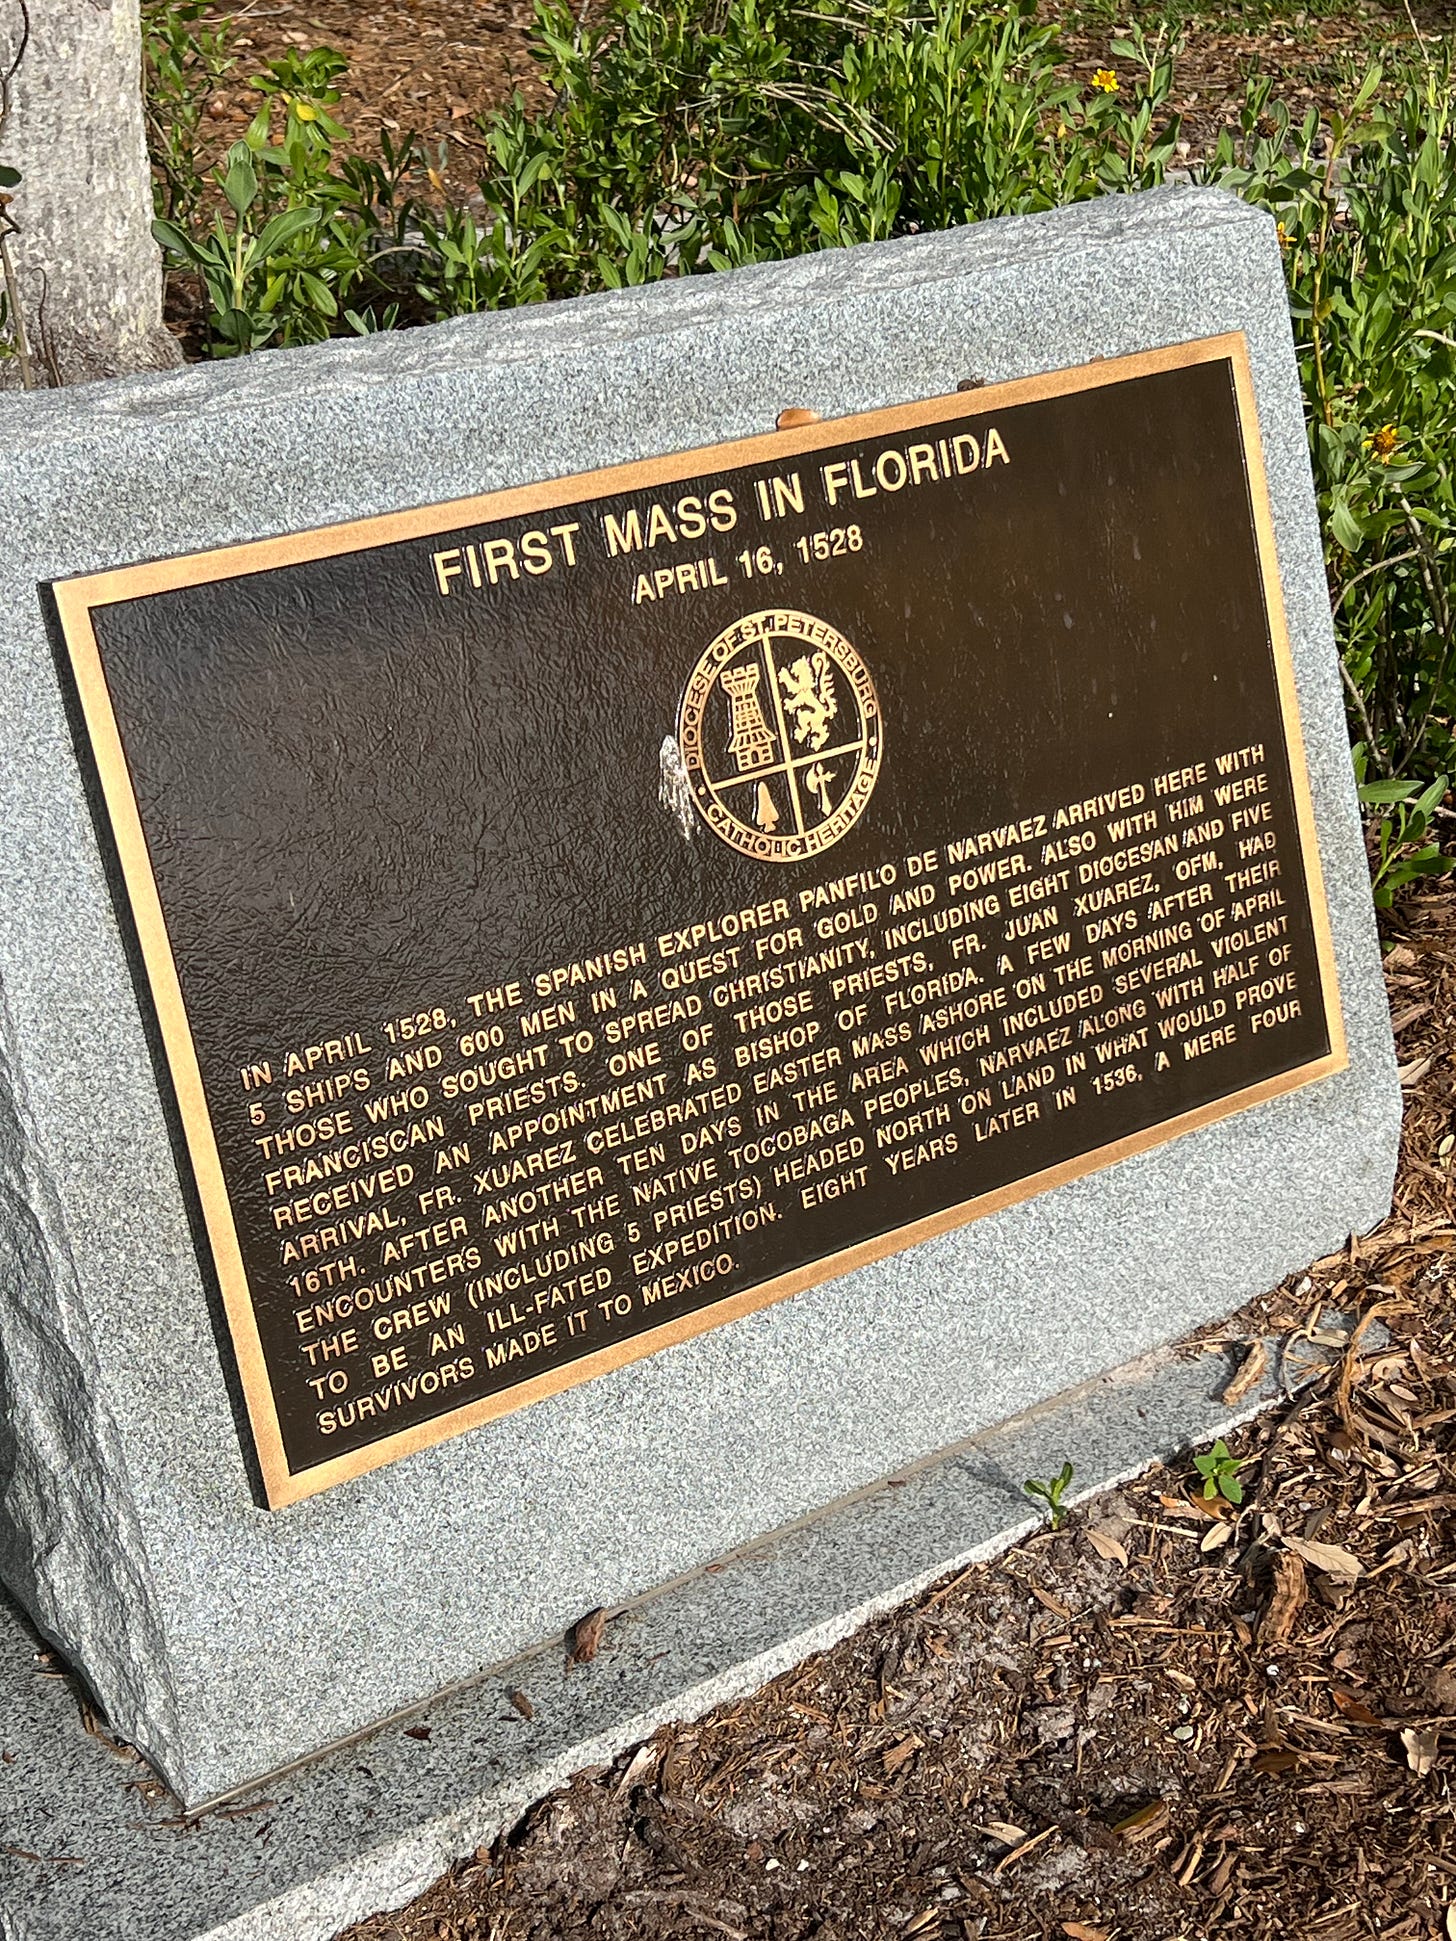 FIRST MASS IN FLORIDA
APRIL 16, 1528
DIOCESE OF ST. PETERSBURG
• CATHOLIC HERITAGE •
IN APRIL 1528, THE SPANISH EXPLORER PANFILO DE NARVAEZ ARRIVED HERE WITH
5 SHIPS AND 600 MEN IN A QUEST FOR GOLD AND POWER. ALSO WITH HIM WERE
THOSE WHO SOUGHT TO SPREAD CHRISTIANITY, INCLUDING EIGHT DIOCESAN AND FIVE
FRANCISCAN PRIESTS. ONE OF THOSE PRIESTS, FR. JUAN XUAREZ, OFM, HAD
RECEIVED AN APPOINTMENT AS BISHOP OF FLORIDA. A FEW DAYS AFTER THEIR
ARRIVAL, FR. XUAREZ CELEBRATED EASTER MASS ASHORE ON THE MORNING OF APRIL
16TH. AFTER ANOTHER TEN DAYS IN THE AREA WHICH INCLUDED SEVERAL VIOLENT
ENCOUNTERS WITH THE NATIVE TOCOBAGA PEOPLES, NARVAEZ ALONG WITH HALF OF
THE CREW (INCLUDING 5 PRIESTS) HEADED NORTH ON LAND IN WHAT WOULD PROVE
TO BE AN ILL-FATED EXPEDITION. EIGHT YEARS LATER IN 1536, A MERE FOUR
SURVIVORS MADE IT TO MEXICO.